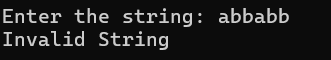 Enter the string: abbabb
Invalid String